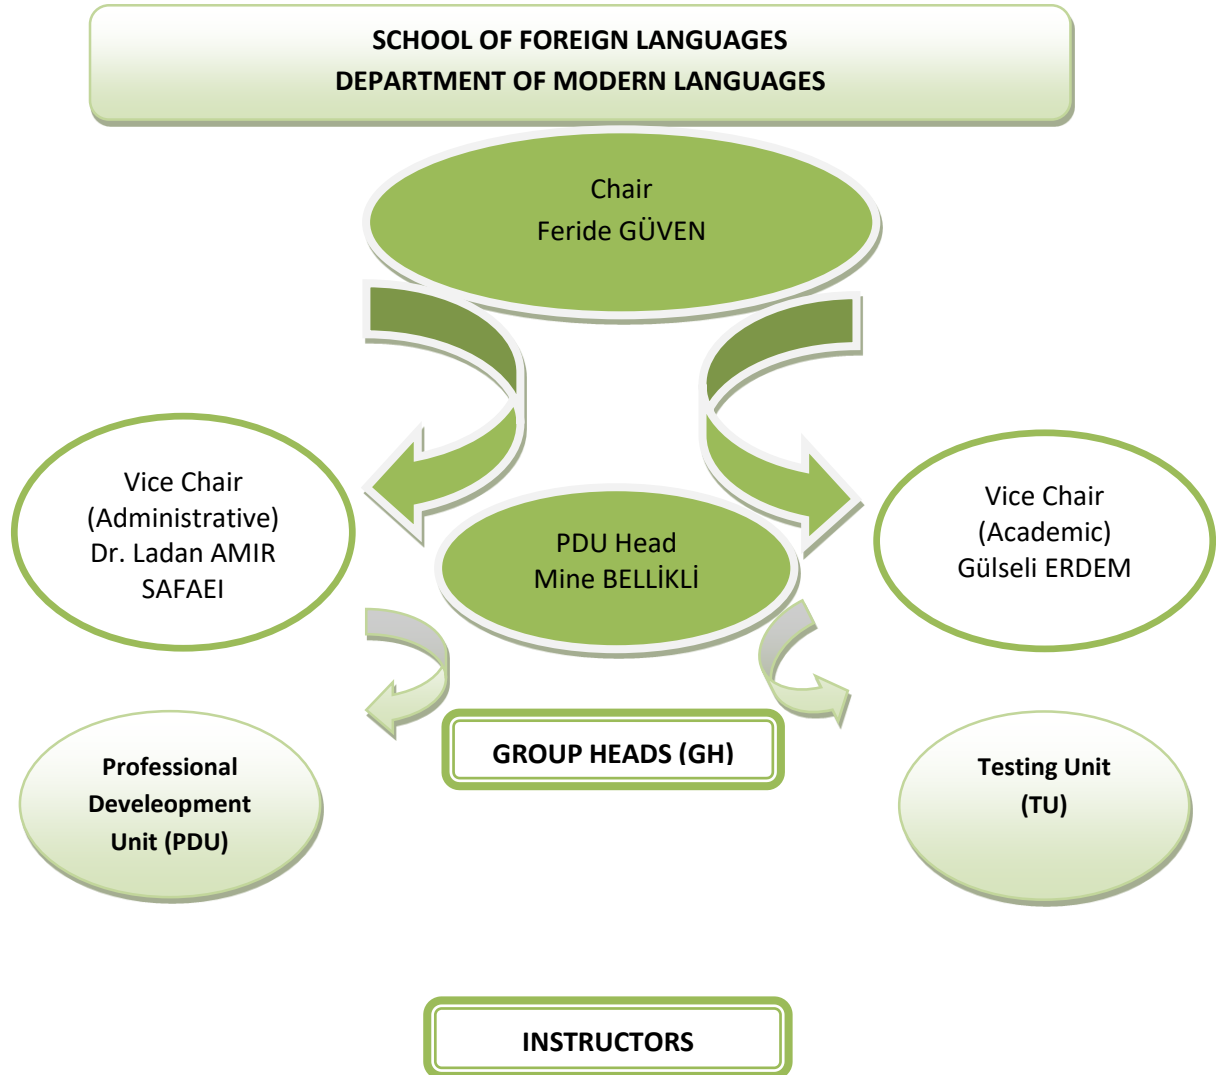 SCHOOL OF FOREIGN LANGUAGES
DEPARTMENT OF MODERN LANGUAGES
Chair
Feride GÜVEN
Vice Chair
(Administrative)
Dr. Ladan AMIR
SAFAEI
PDU Head
Mine BELLİKLİ
Vice Chair
(Academic)
Gülseli ERDEM
Professional
Develeopment
Unit (PDU)
GROUP HEADS (GH)
Testing Unit
(TU)
INSTRUCTORS